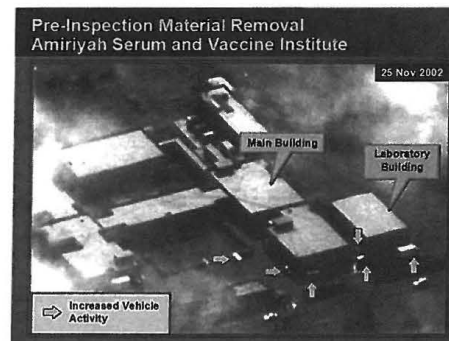 Pre-Inspection Material Removal
Amiriyah Serum and Vaccine Institute
25 Nov 2002
Main Building
Laboratory
Building
Increased Vehicle
Activity